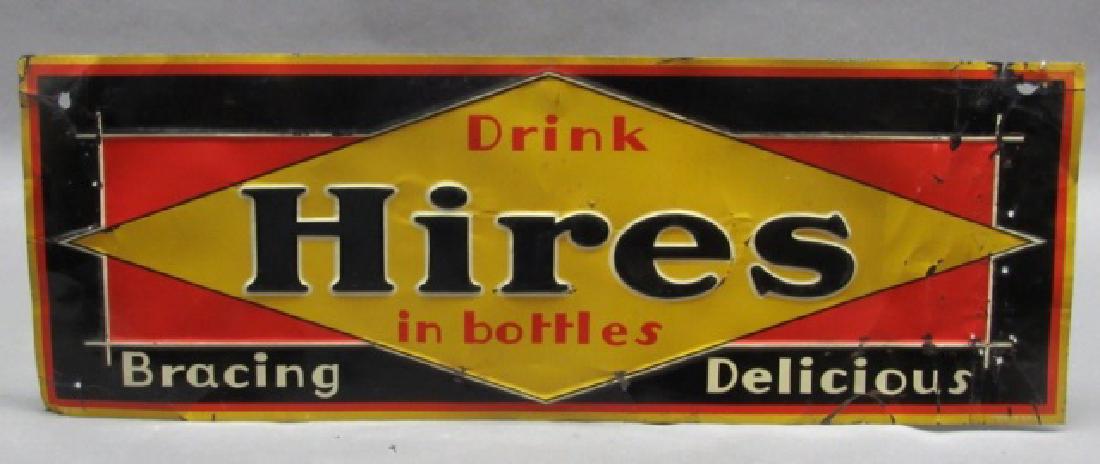 Drink
Hires
in bottles
Bracing
Delicious